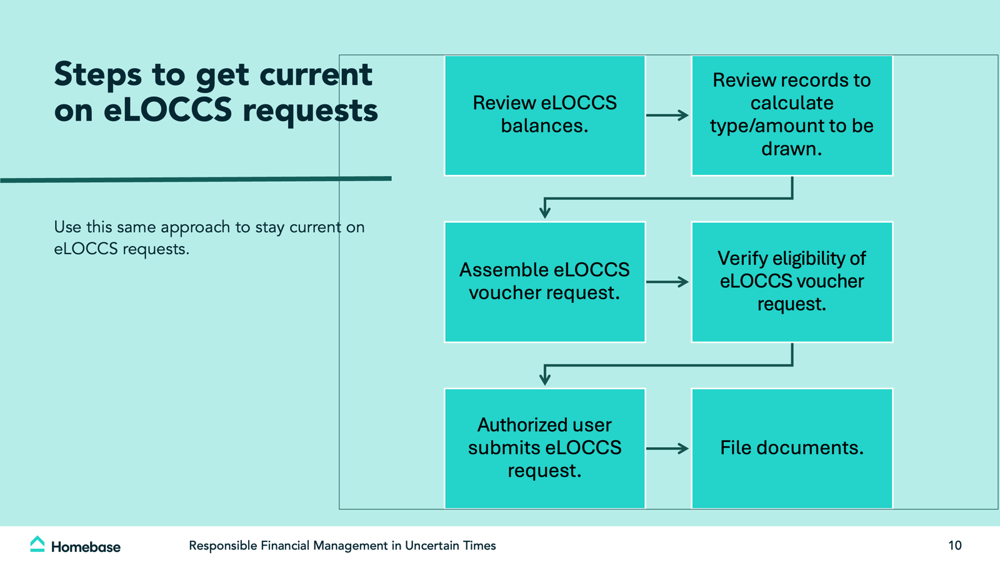 Steps to get current
on eLOCCS requests
Use this same approach to stay current on
eLOCCS requests.
Review eLOCCS
balances.
Review records to
calculate
type/amount to be
drawn.
Assemble eLOCCS
voucher request.
Verify eligibility of
eLOCCS voucher
request.
Authorized user
submits eLOCCS
request.
File documents.
Homebase
Responsible Financial Management in Uncertain Times
10